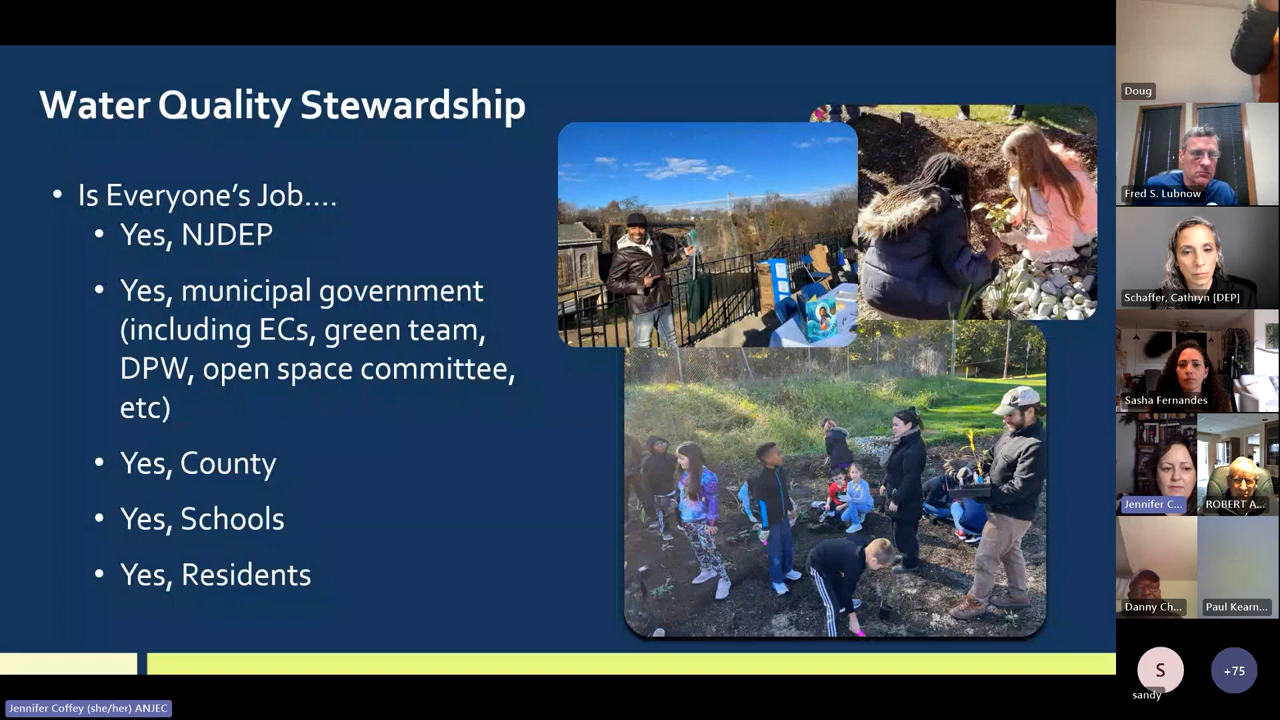 Water Quality Stewardship
• Is Everyone's Job....
• Yes, NJDEP
• Yes, municipal government
(including ECs, green team,
DPW, open space committee,
etc)
• Yes, County
• Yes, Schools
• Yes, Residents
Doug
Fred S. Lubnow
Schaffer, Cathryn [DEP]
Sasha Fernandes
Jennifer C...
ROBERT A...
Danny Ch...
Paul Kearn...
S
sandy
+75
Jennifer Coffey (she/her) ANJEC